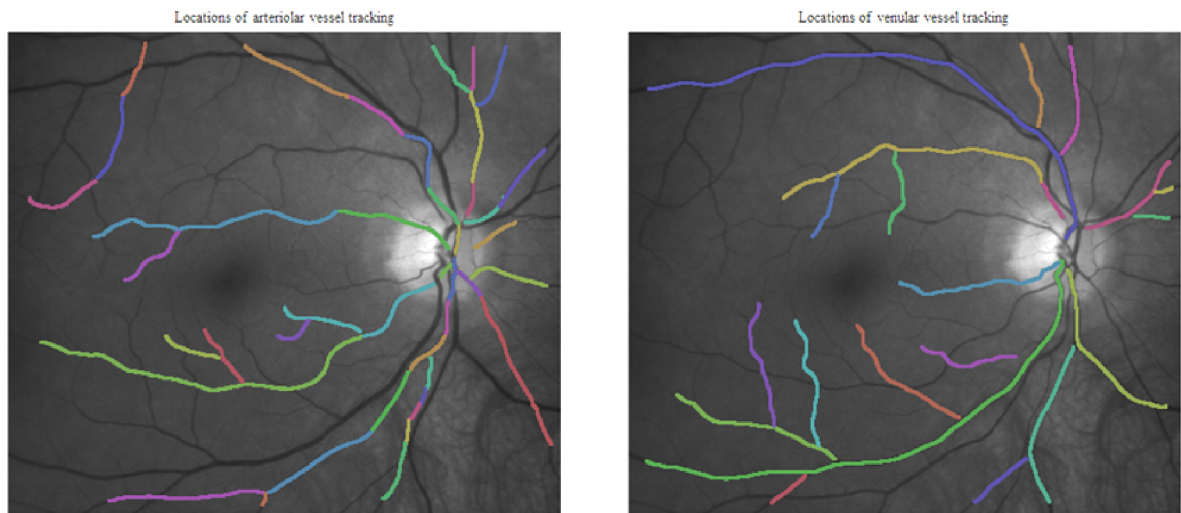 Locations of arteriolar vessel tracking
Locations of venular vessel tracking